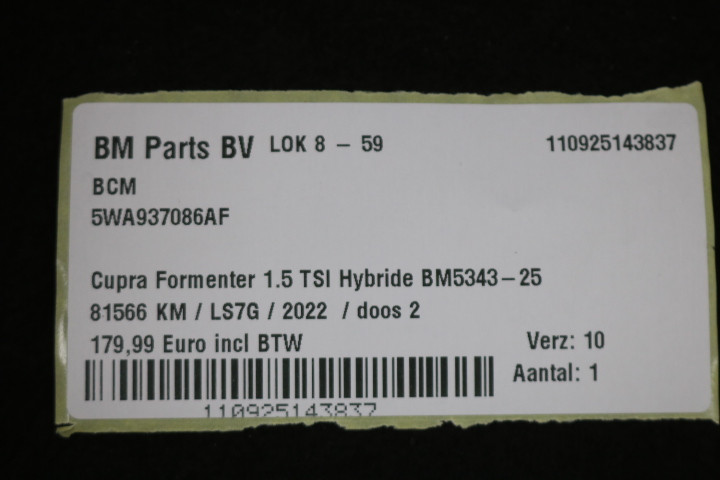 BM Parts BV LOK 8 - 59 110925143837
BCM
5WA937086AF
Cupra Formenter 1.5 TSI Hybride BM5343-25
81566 KM / LS7G / 2022 / doos 2
179,99 Euro incl BTW Verz: 10
Aantal: 1
110925143837